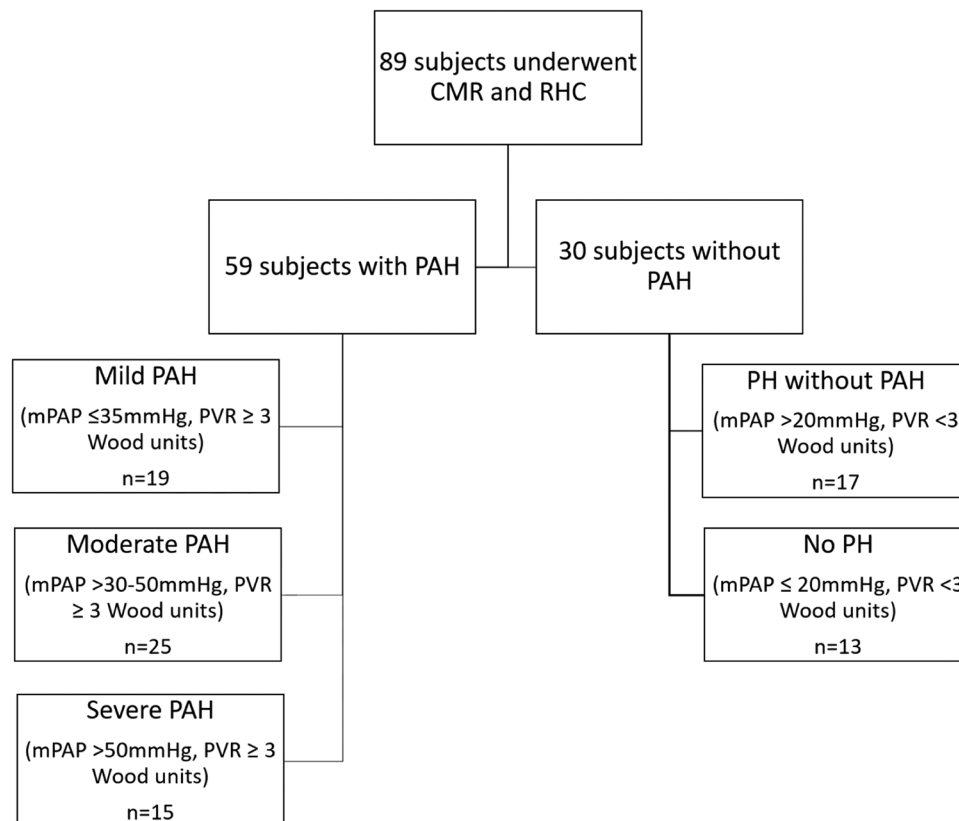 89 subjects underwent
CMR and RHC
59 subjects with PAH
30 subjects without
PAH
Mild PAH
(mPAP ≤35mmHg, PVR ≥ 3
Wood units)
n=19
Moderate PAH
(mPAP >30-50mmHg, PVR
≥ 3 Wood units)
n=25
Severe PAH
(mPAP >50mmHg, PVR ≥ 3
Wood units)
n=15
PH without PAH
(mPAP >20mmHg, PVR <3
Wood units)
n=17
No PH
(mPAP ≤ 20mmHg, PVR <3
Wood units)
n=13